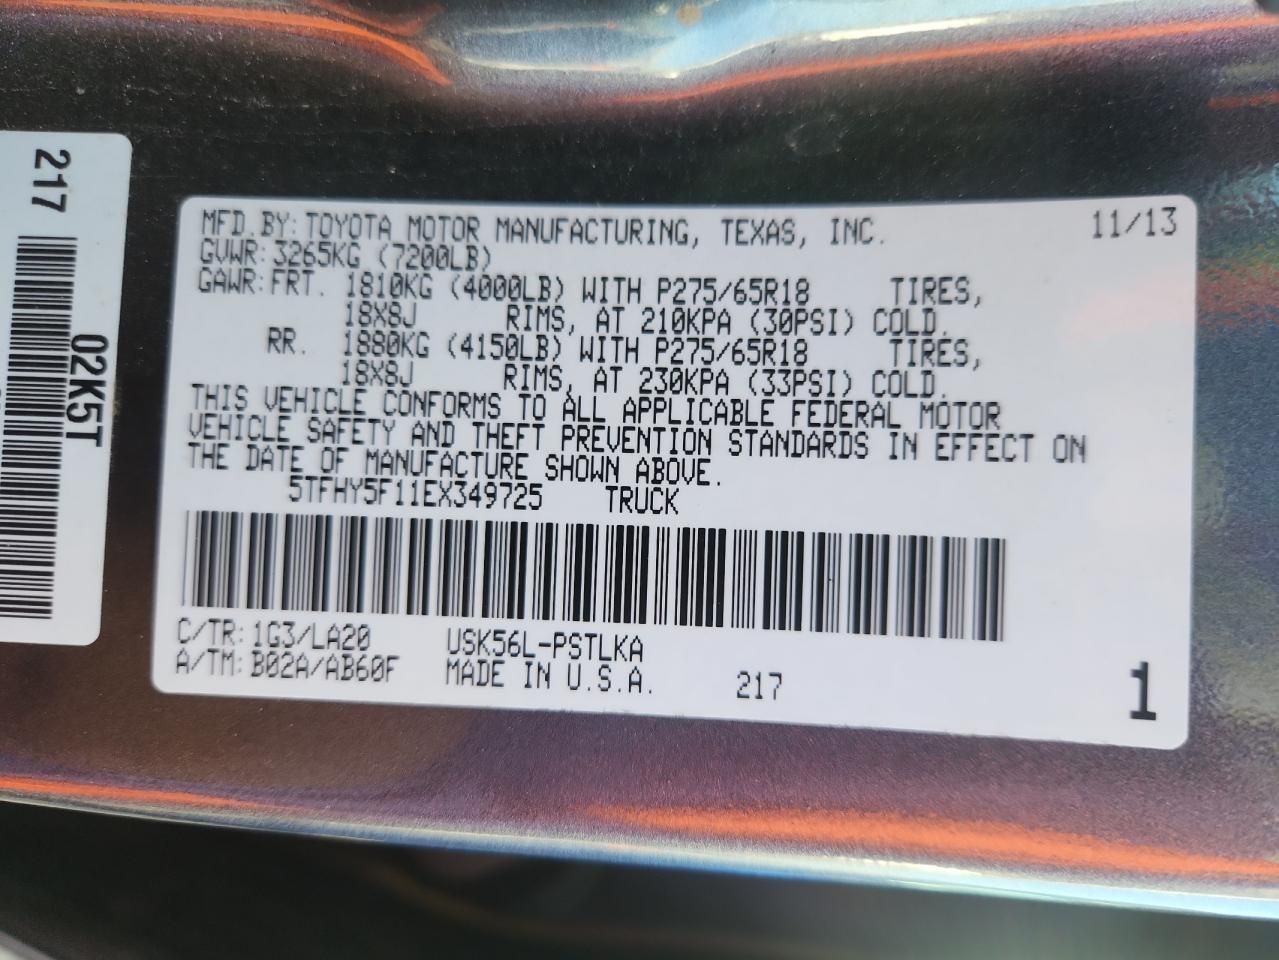 217
02K5T
MFD. BY: TOYOTA MOTOR MANUFACTURING, TEXAS, INC. 11/13
GVWR: 3265KG (7200LB)
GAWR: FRT. 1810KG (4000LB) WITH P275/65R18 TIRES,
18X8J RIMS, AT 210KPA (30PSI) COLD.
RR. 1880KG (4150LB) WITH P275/65R18 TIRES,
18X8J RIMS, AT 230KPA (33PSI) COLD.
THIS VEHICLE CONFORMS TO ALL APPLICABLE FEDERAL MOTOR
VEHICLE SAFETY AND THEFT PREVENTION STANDARDS IN EFFECT ON
THE DATE OF MANUFACTURE SHOWN ABOVE.
5TFHY5F11EX349725 TRUCK
C/TR: 1G3/LA20 USK56L-PSTLKA
A/TM: B02A/AB60F MADE IN U.S.A. 217
1